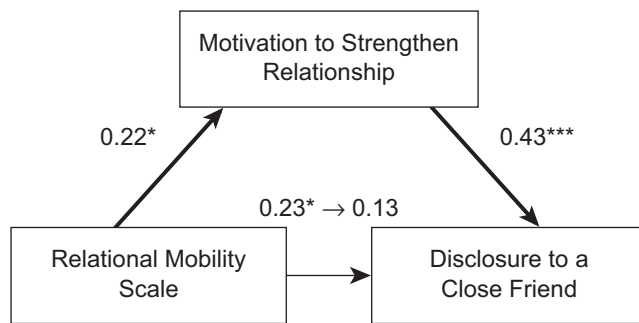 Motivation to Strengthen
Relationship
0.22*
0.43***
0.23* → 0.13
Relational Mobility
Scale
Disclosure to a
Close Friend